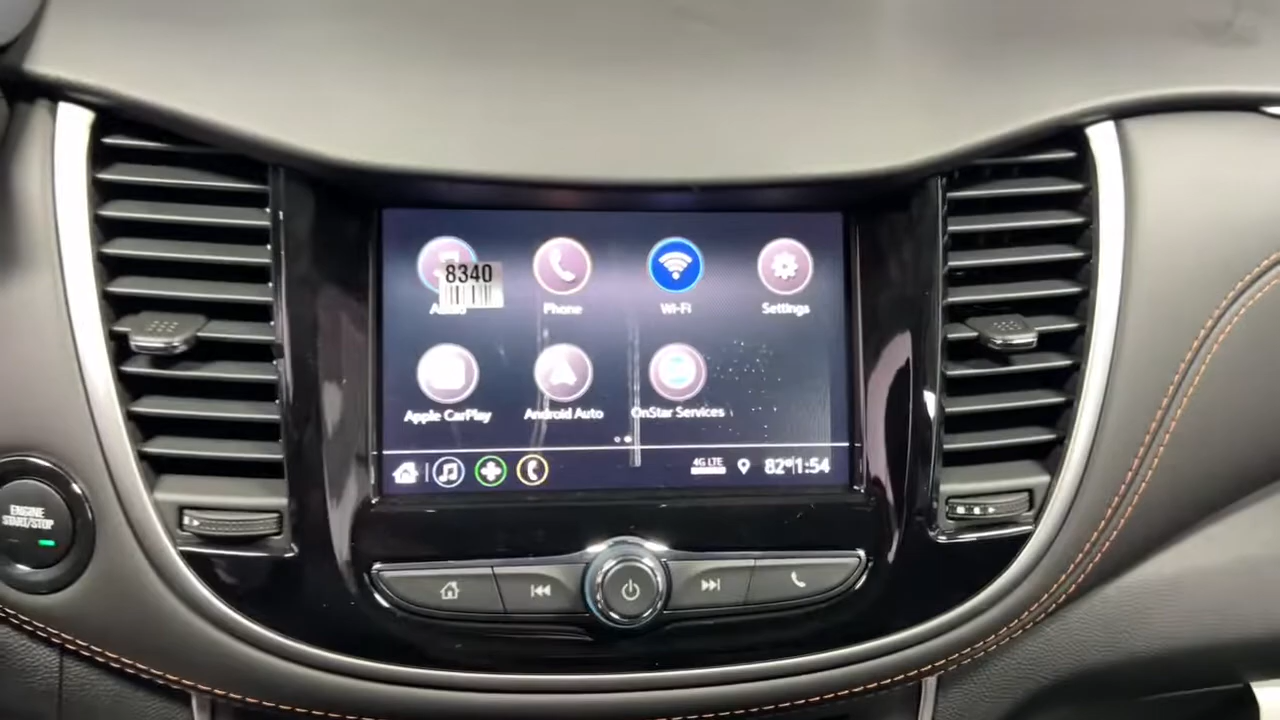 8340
Audio
Phone
Wi-Fi
Settings
Apple CarPlay
Android Auto
OnStar Services
4G LTE
82°
1:54
ENGINE
START/STOP